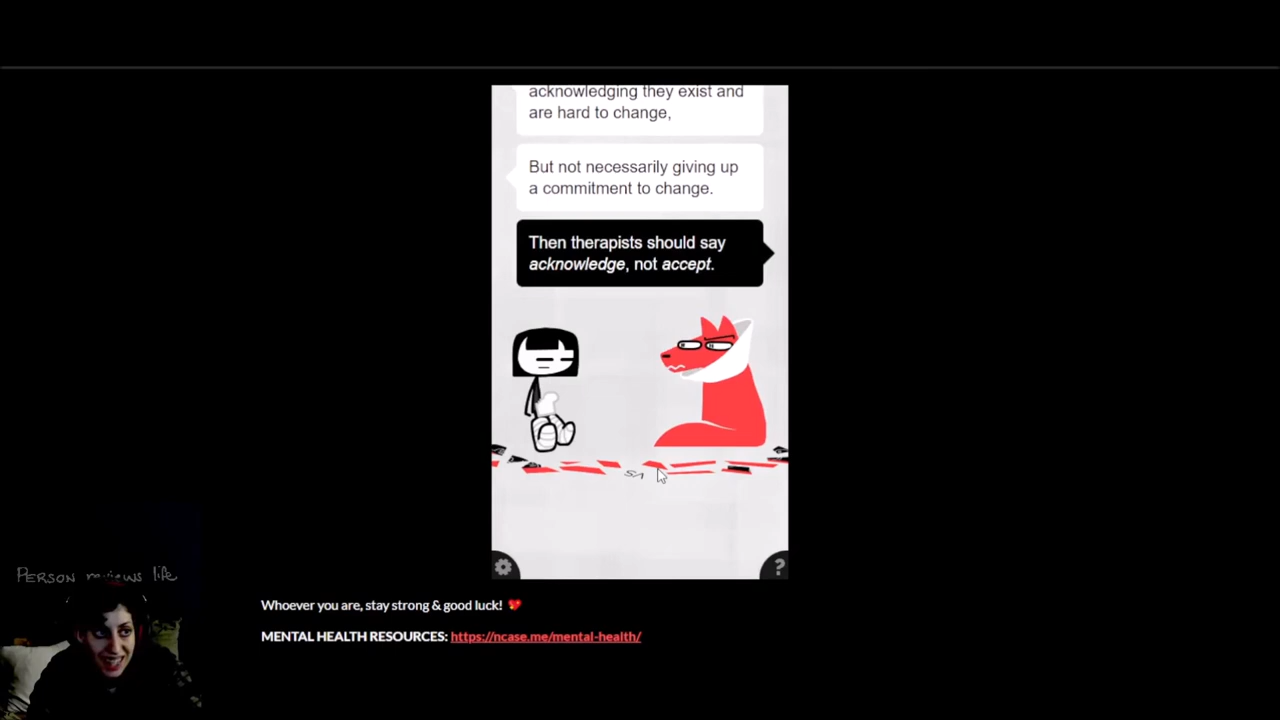 acknowledging they exist and
are hard to change,
But not necessarily giving up
a commitment to change.
Then therapists should say
acknowledge, not accept.
?
PERSON reviews life
Whoever you are, stay strong & good luck!
MENTAL HEALTH RESOURCES: https://ncase.me/mental-health/